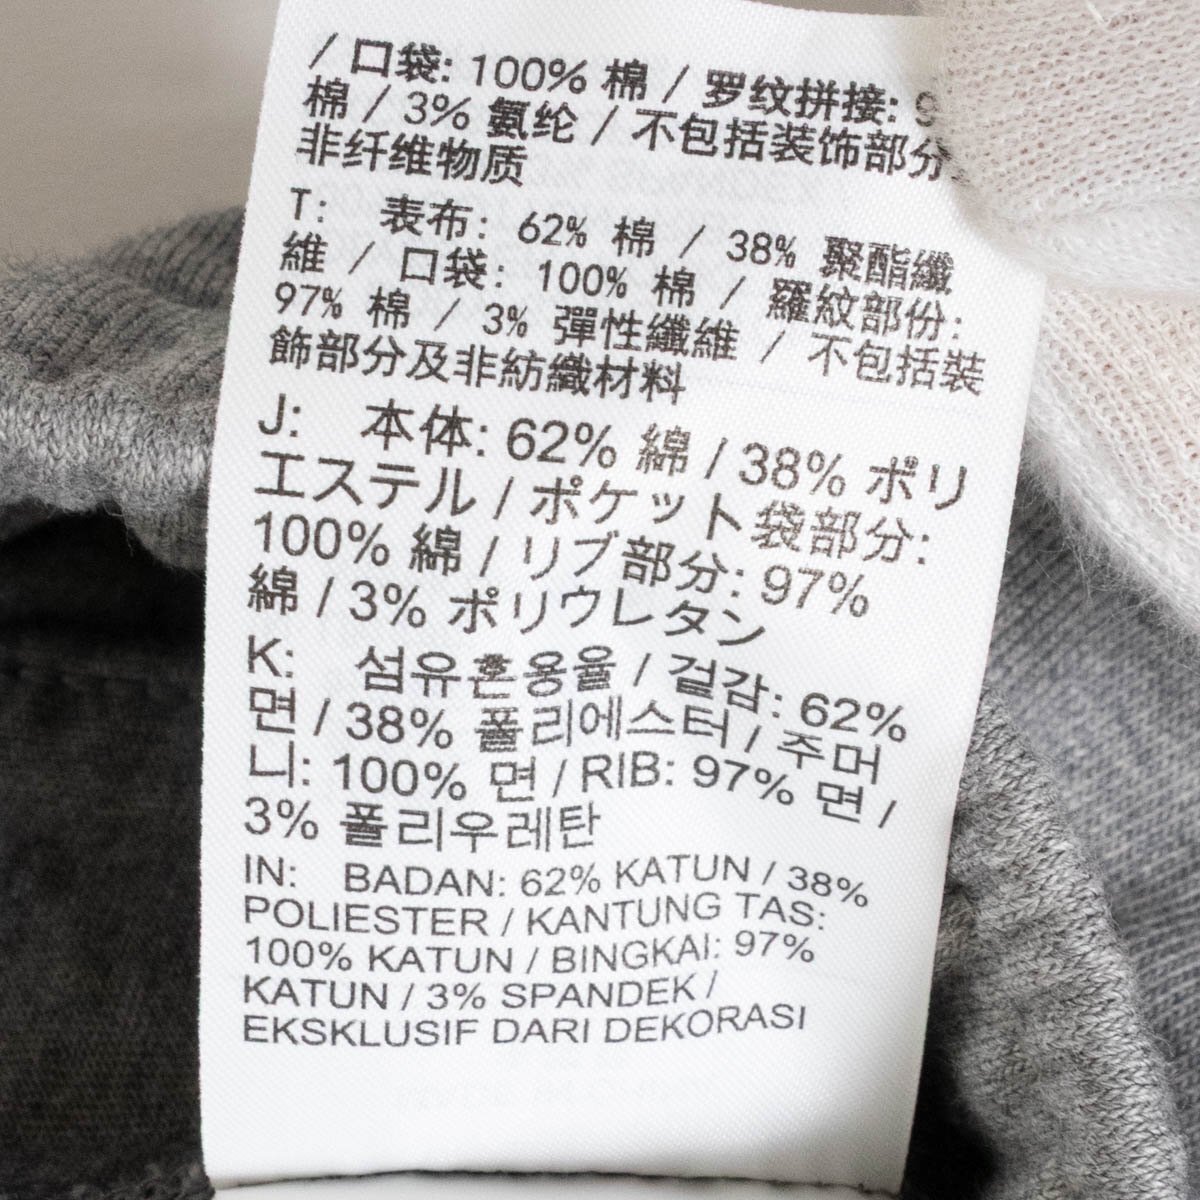 / 口袋: 100% 棉 / 罗纹拼接:
棉 / 3% 氨纶 / 不包括装饰部分
非纤维物质
T: 表布: 62% 棉 / 38% 聚酯纖
維 / 口袋: 100% 棉 / 羅紋部份:
97% 棉 / 3% 彈性纖維 / 不包括裝
飾部分及非紡織材料
J: 本体: 62% 綿 / 38% ポリ
エステル / ポケット袋部分:
100% 綿 / リブ部分: 97%
綿 / 3% ポリウレタン
K: 섬유혼용율 / 겉감: 62%
면 / 38% 폴리에스터 / 주머
니: 100% 면 / RIB: 97% 면 /
3% 폴리우레탄
IN: BADAN: 62% KATUN / 38%
POLIESTER / KANTUNG TAS:
100% KATUN / BINGKAI: 97%
KATUN / 3% SPANDEK /
EKSKLUSIF DARI DEKORASI